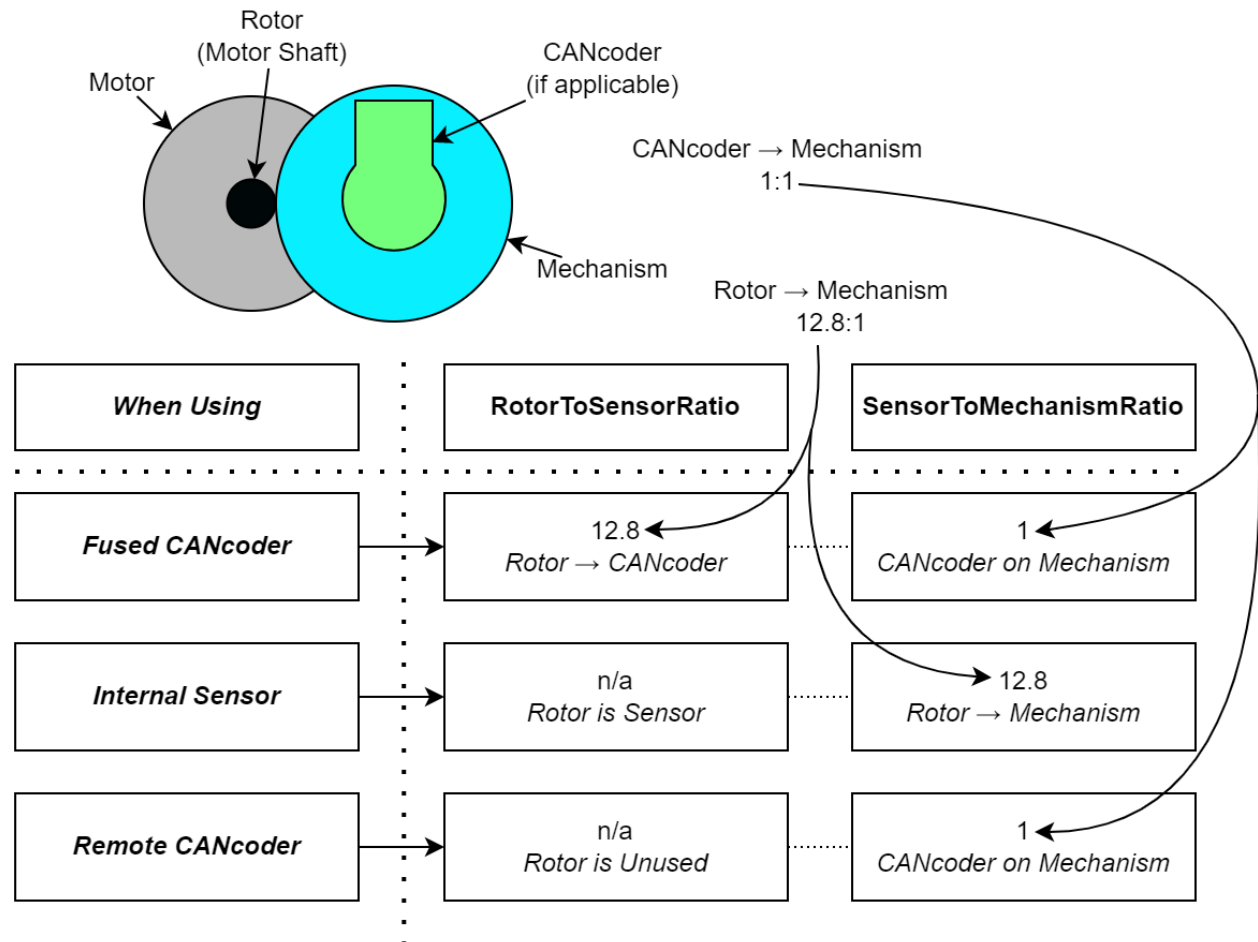 Rotor
(Motor Shaft)
CANcoder
(if applicable)
Motor
CANcoder → Mechanism
1:1
Mechanism
Rotor → Mechanism
12.8:1
When Using
RotorToSensorRatio
SensorToMechanismRatio
Fused CANcoder
12.8
Rotor → CANcoder
1
CANcoder on Mechanism
Internal Sensor
n/a
Rotor is Sensor
12.8
Rotor → Mechanism
Remote CANcoder
n/a
Rotor is Unused
1
CANcoder on Mechanism